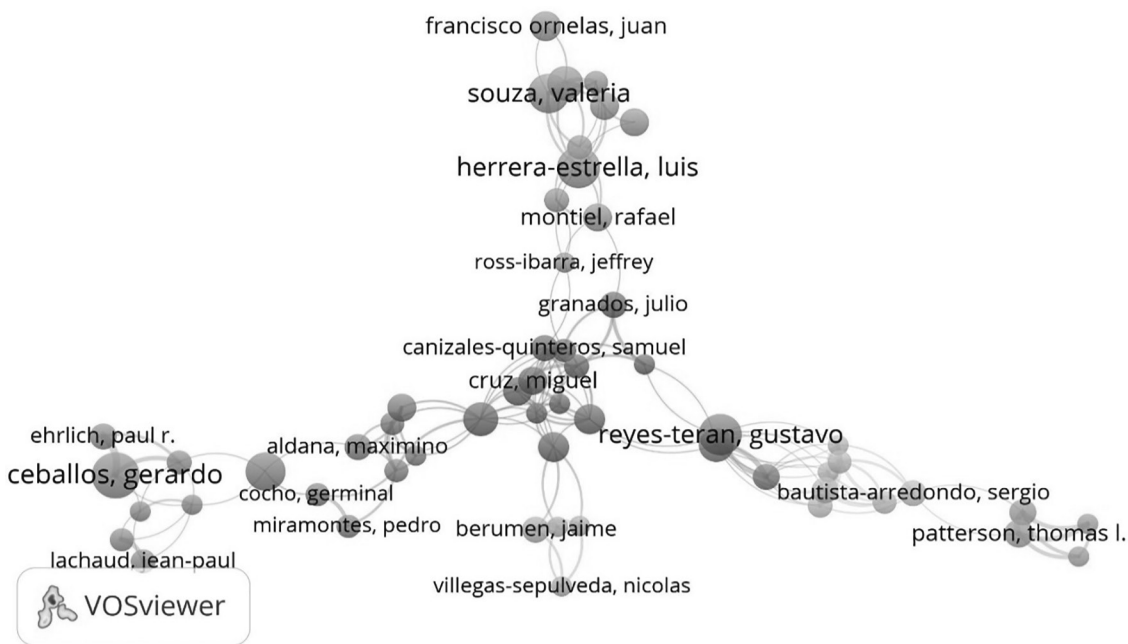 francisco ornelas, juan
souza, valeria
herrera-estrella, luis
montiel, rafael
ross-ibarra, jeffrey
granados, julio
canizales-quinteros, samuel
cruz, miguel
ehrlich, paul r.
aldana, maximino
reyes-teran, gustavo
ceballos, gerardo
cocho, germinal
bautista-arredondo, sergio
miramontes, pedro
berumen, jaime
patterson, thomas l.
lachaud, jean-paul
villegas-sepulveda, nicolas
VOSviewer